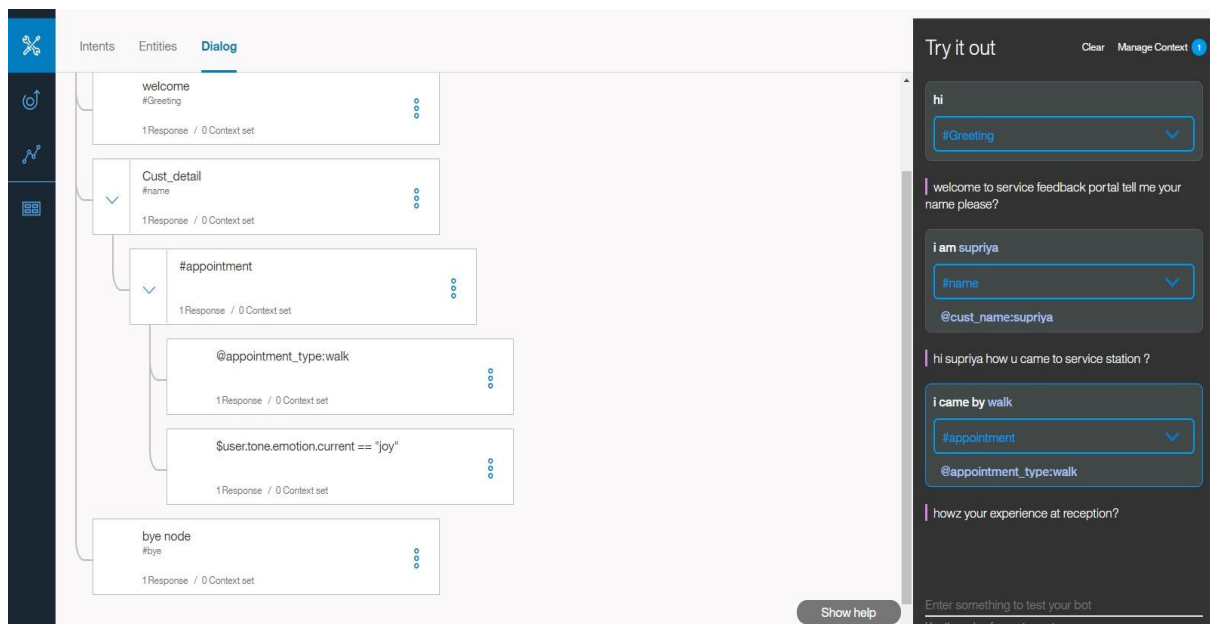 Intents Entities Dialog
welcome
#Greeting
1 Response / 0 Context set
Cust_detail
#name
1 Response / 0 Context set
#appointment
1 Response / 0 Context set
@appointment_type:walk
1 Response / 0 Context set
$user.tone.emotion.current == "joy"
1 Response / 0 Context set
bye node
#bye
1 Response / 0 Context set
Show help
Try it out Clear Manage Context 1
hi
#Greeting
welcome to service feedback portal tell me your
name please?
i am supriya
#name
@cust_name:supriya
hi supriya how u came to service station ?
i came by walk
#appointment
@appointment_type:walk
howz your experience at reception?
Enter something to test your bot